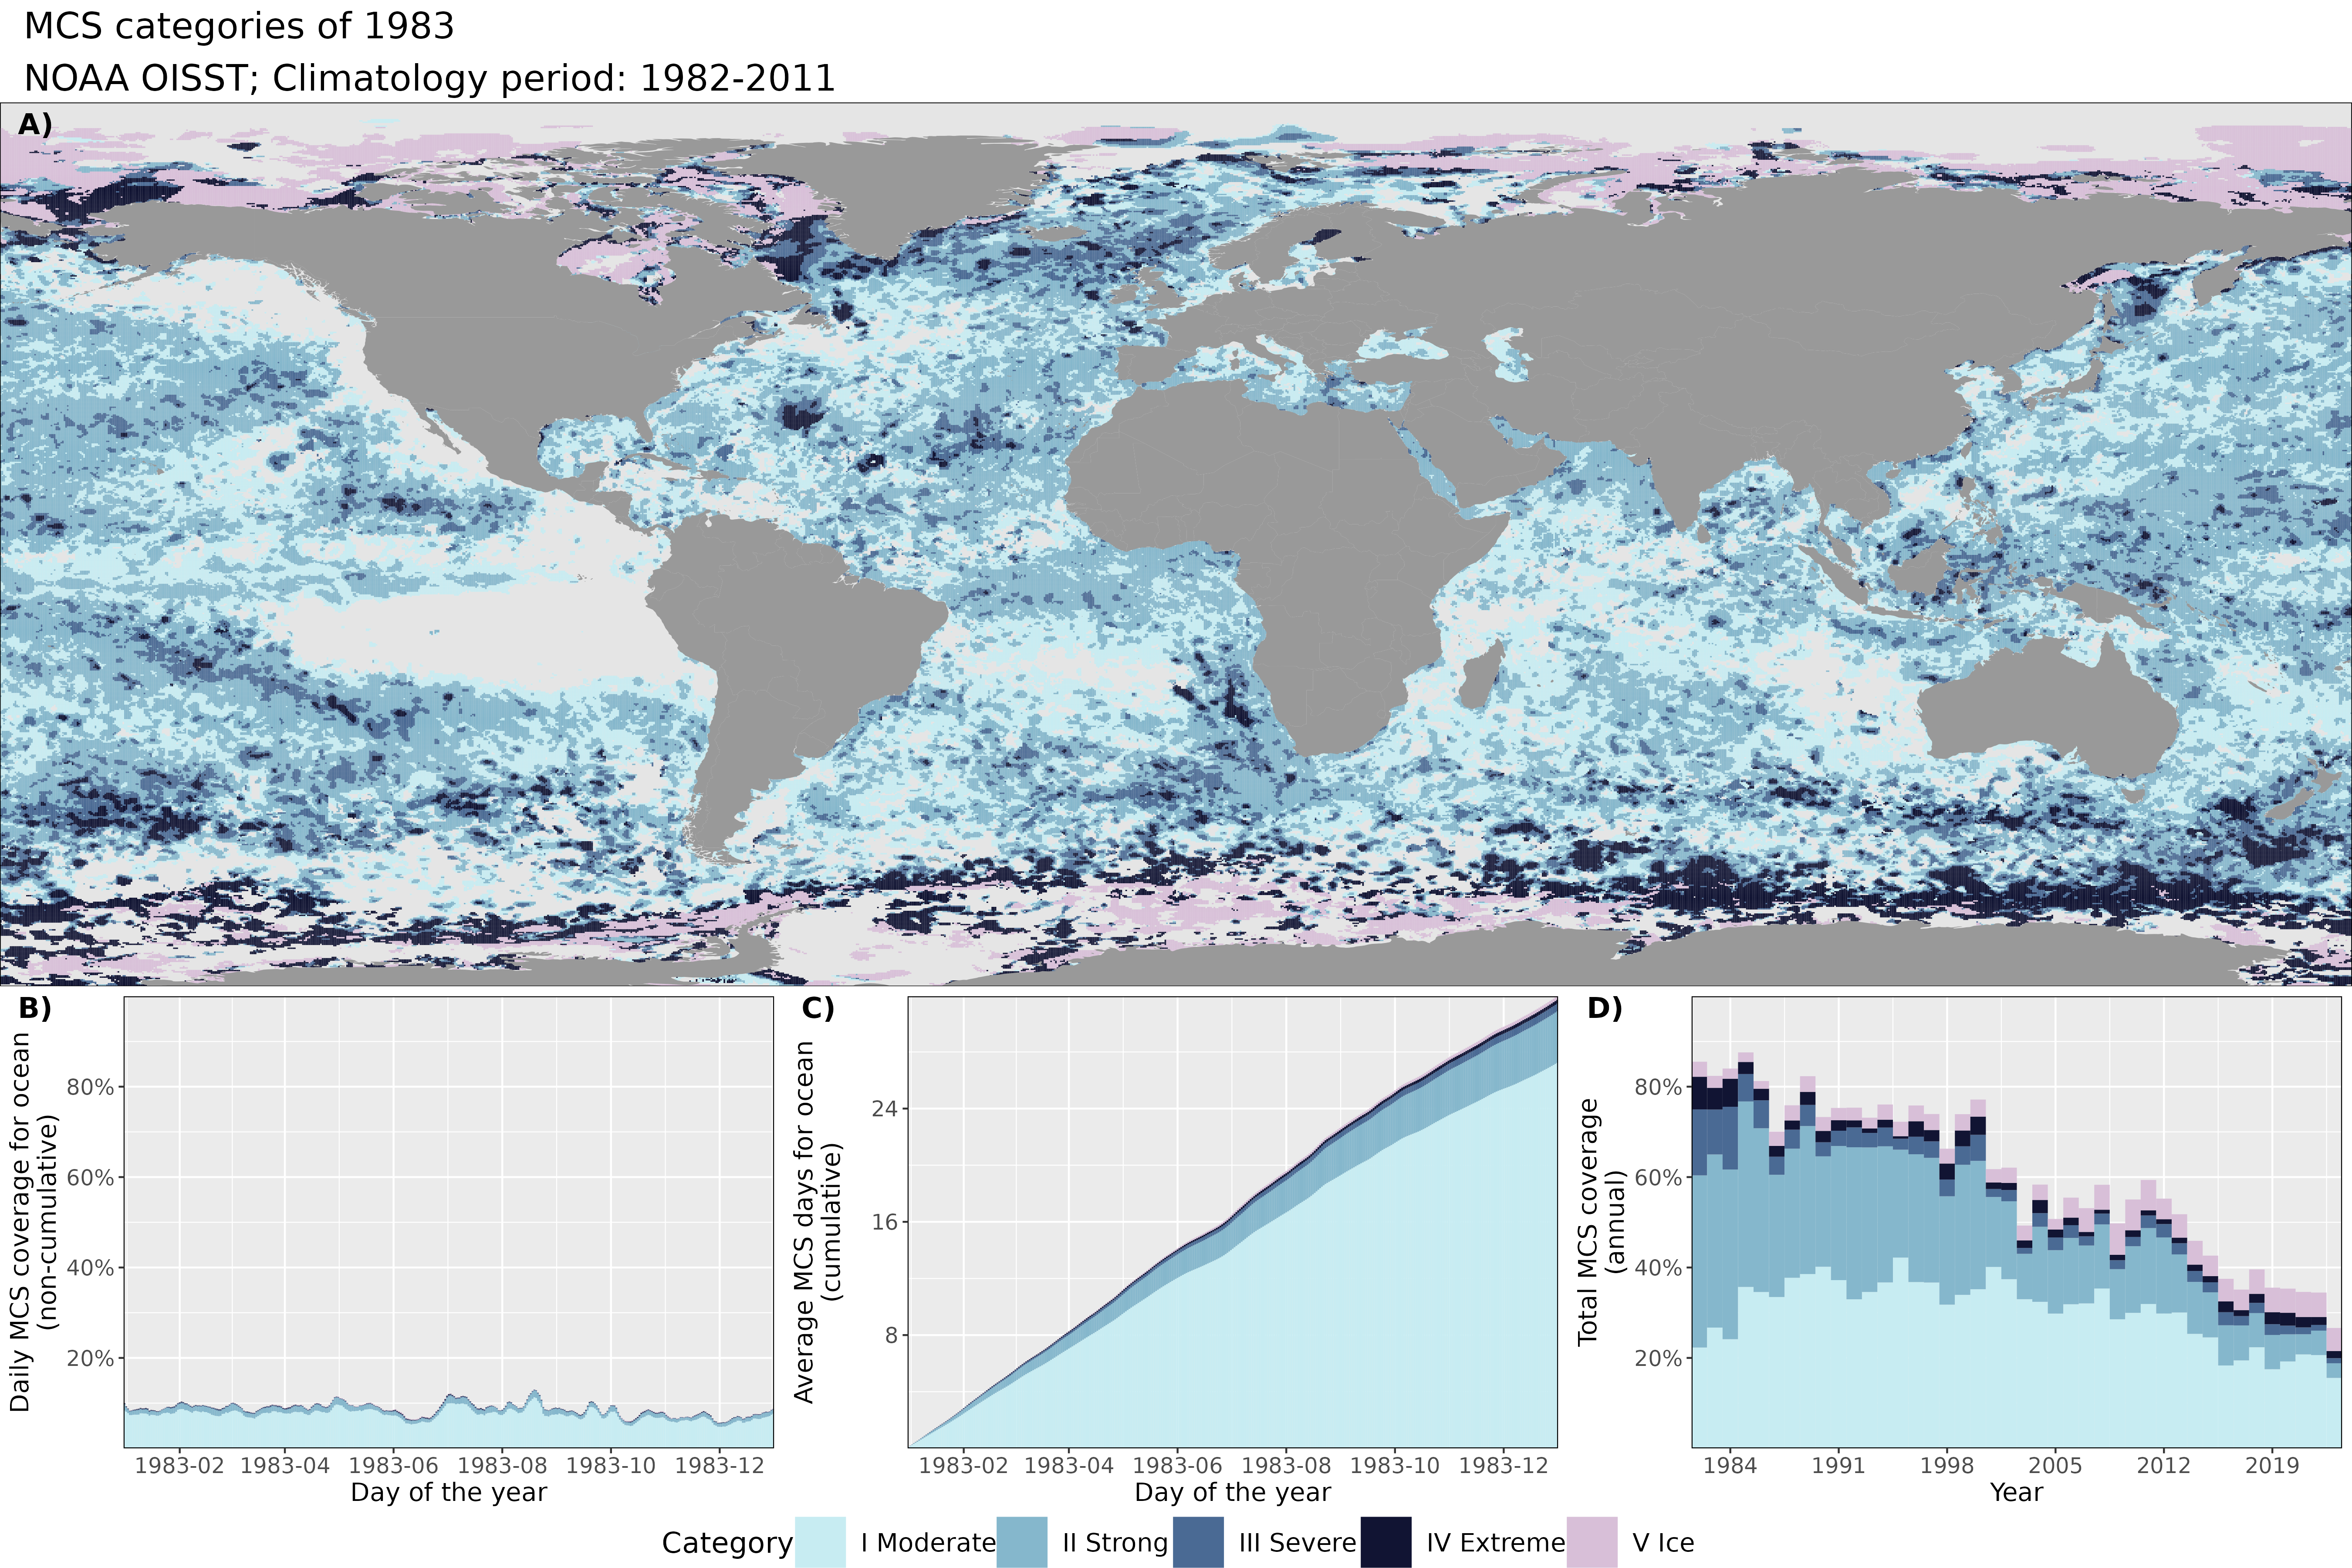 MCS categories of 1983
NOAA OISST; Climatology period: 1982-2011
A)
B)
Daily MCS coverage for ocean
(non-cumulative)
80%
60%
40%
20%
1983-02 1983-04 1983-06 1983-08 1983-10 1983-12
Day of the year
C)
Average MCS days for ocean
(cumulative)
24
16
8
1983-02 1983-04 1983-06 1983-08 1983-10 1983-12
Day of the year
D)
Total MCS coverage
(annual)
80%
60%
40%
20%
1984 1991 1998 2005 2012 2019
Year
Category I Moderate II Strong III Severe IV Extreme V Ice